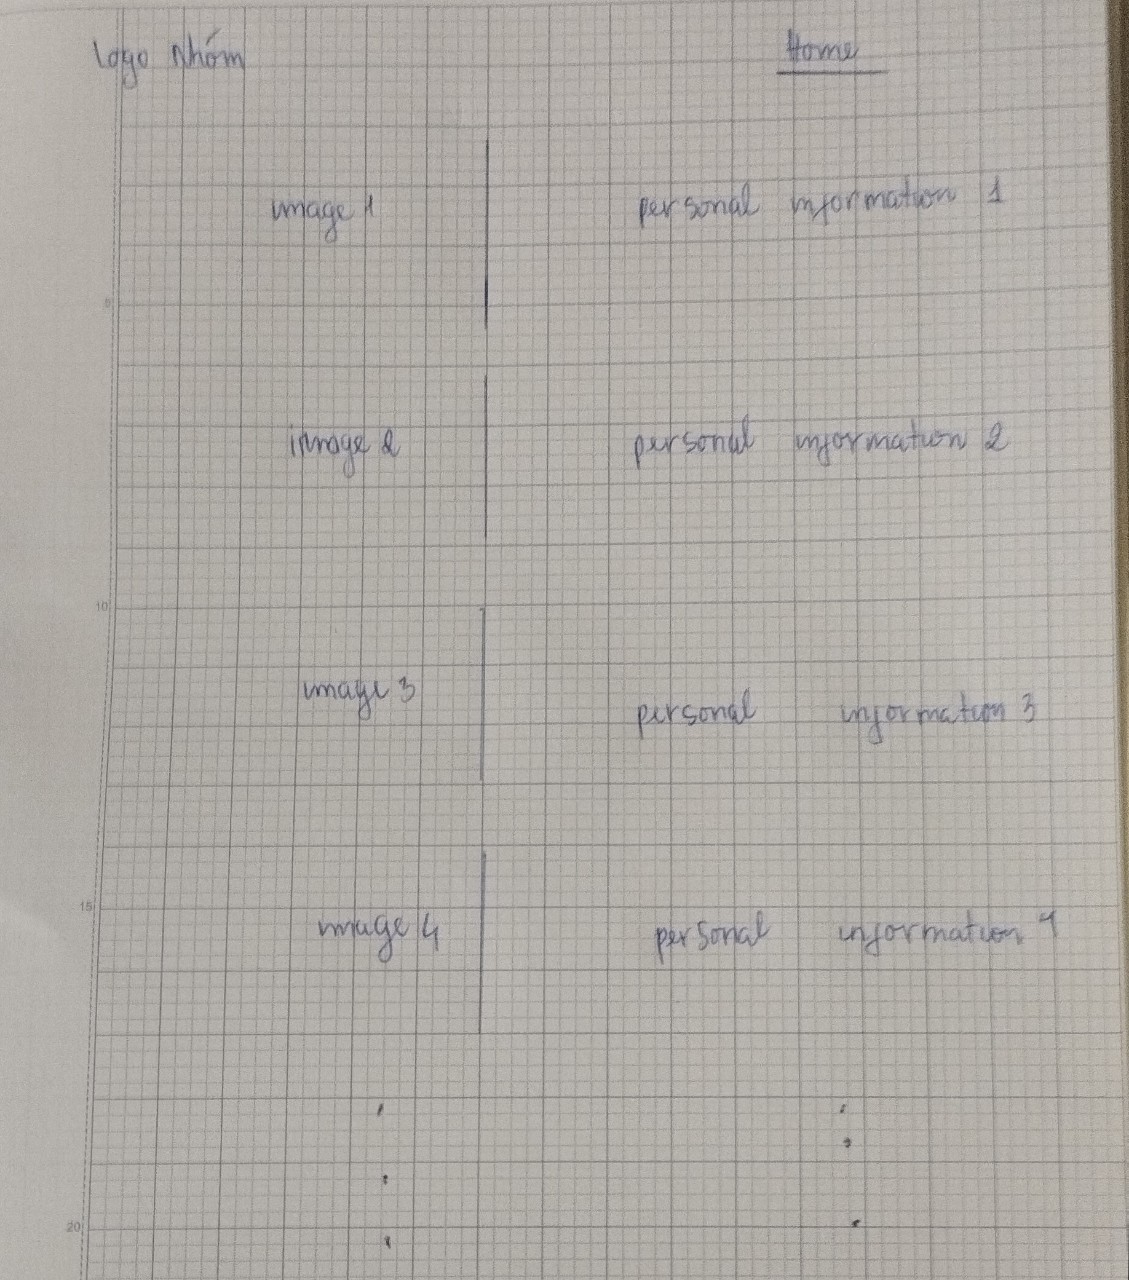 Logo Nhóm Home
image 1 personal information 1
5
image 2 personal information 2
10
image 3 personal information 3
15
image 4 personal information 4
20